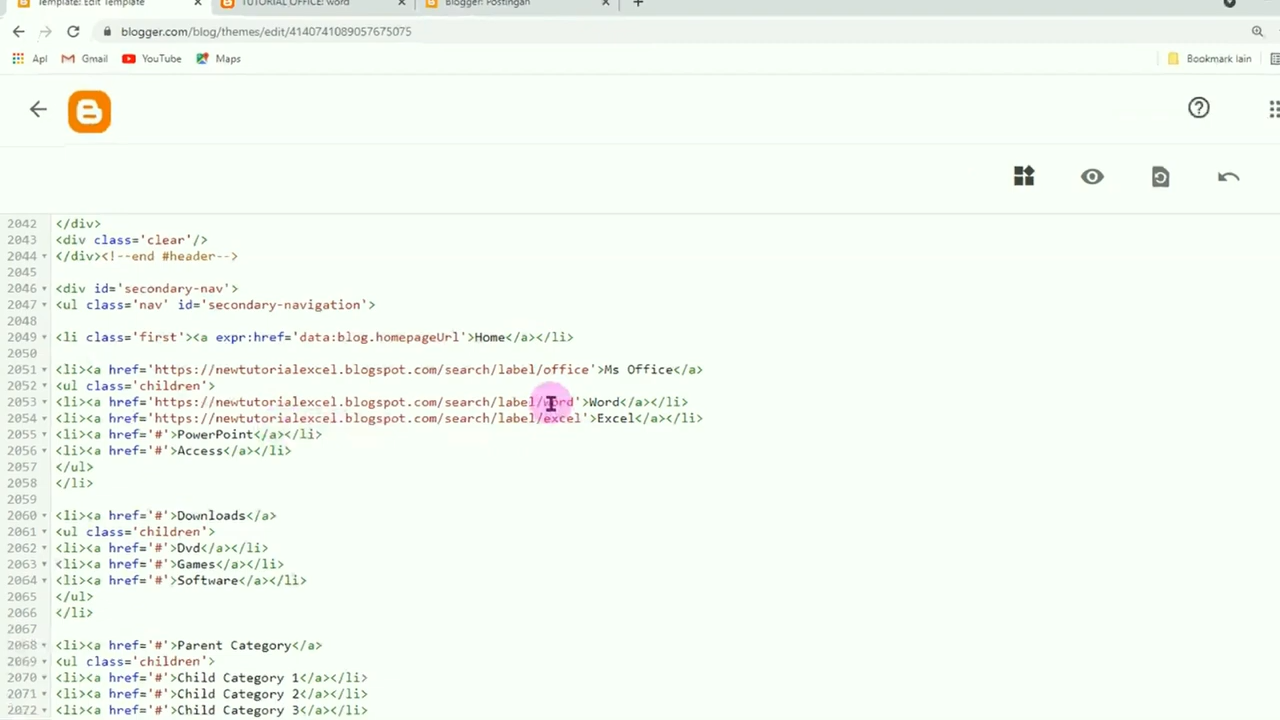 Template: Edit Template
TUTORIAL OFFICE: word
Blogger: Postingan
blogger.com/blog/themes/edit/4140741089057675075
Apl Gmail YouTube Maps Bookmark lain
2042 </div>
2043 <div class='clear'/>
2044 </div><!--end #header-->
2045
2046 <div id='secondary-nav'>
2047 <ul class='nav' id='secondary-navigation'>
2048
2049 <li class='first'><a expr:href='data:blog.homepageUrl'>Home</a></li>
2050
2051 <li><a href='https://newtutorialexcel.blogspot.com/search/label/office'>Ms Office</a>
2052 <ul class='children'>
2053 <li><a href='https://newtutorialexcel.blogspot.com/search/label/word'>Word</a></li>
2054 <li><a href='https://newtutorialexcel.blogspot.com/search/label/excel'>Excel</a></li>
2055 <li><a href='#'>PowerPoint</a></li>
2056 <li><a href='#'>Access</a></li>
2057 </ul>
2058 </li>
2059
2060 <li><a href='#'>Downloads</a>
2061 <ul class='children'>
2062 <li><a href='#'>Dvd</a></li>
2063 <li><a href='#'>Games</a></li>
2064 <li><a href='#'>Software</a></li>
2065 </ul>
2066 </li>
2067
2068 <li><a href='#'>Parent Category</a>
2069 <ul class='children'>
2070 <li><a href='#'>Child Category 1</a></li>
2071 <li><a href='#'>Child Category 2</a></li>
2072 <li><a href='#'>Child Category 3</a></li>